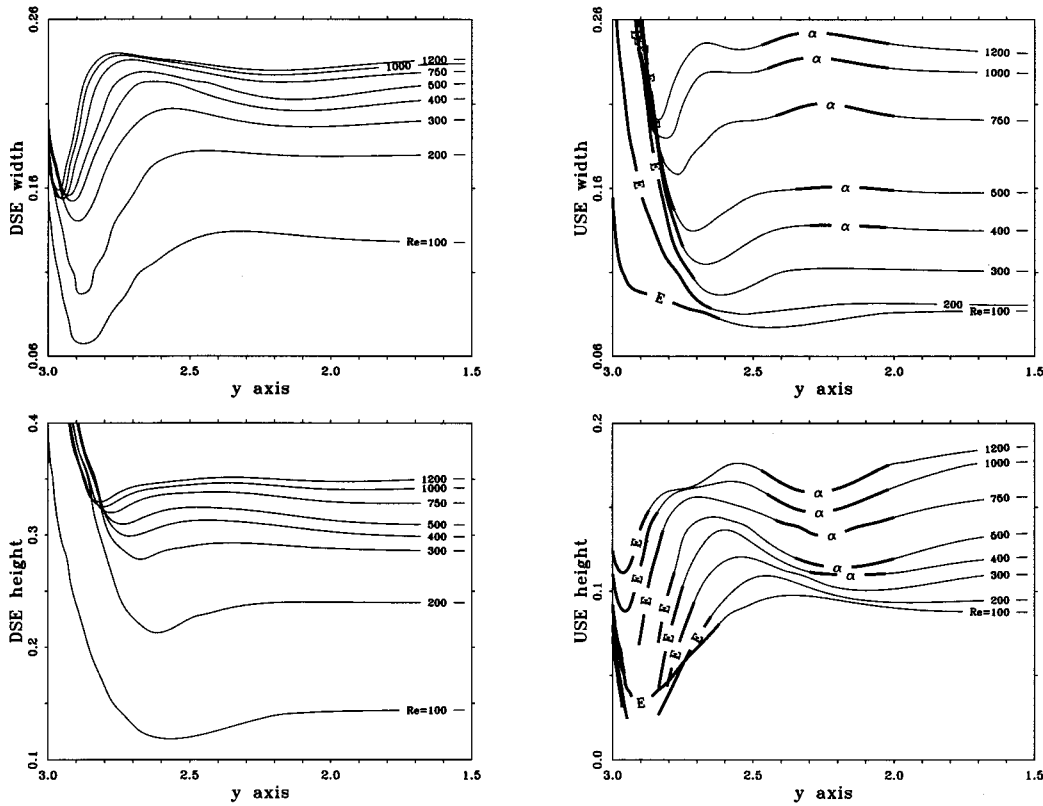 0.26
0.16
0.06
DSE width
1200
1000
750
600
400
300
200
Re=100
3.0
2.5
2.0
1.5
y axis
0.26
0.16
0.06
USE width
E
E
E
E
E
α
α
α
α
α
1200
1000
750
500
400
300
200
Re=100
3.0
2.5
2.0
1.5
y axis
0.4
0.3
0.2
0.1
DSE height
1200
1000
750
500
400
300
200
Re=100
3.0
2.5
2.0
1.5
y axis
0.2
0.1
0.0
USE height
E
E
E
E
E
E
E
α
α
α
α
α
1200
1000
750
500
400
300
200
Re=100
3.0
2.5
2.0
1.5
y axis